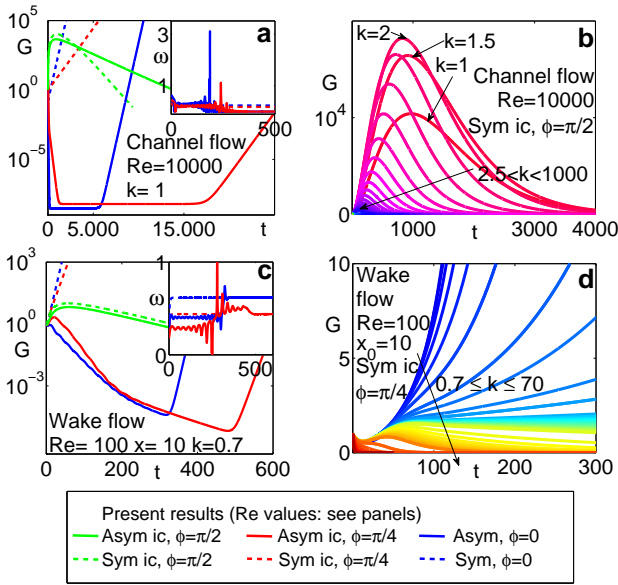 10^5
G
10^0
10^-5
0
5.000
15.000
t
a
3
ω
1
0
500
Channel flow
Re=10000
k= 1
b
k=2
k=1.5
k=1
Channel flow
Re=10000
Sym ic, ϕ=π/2
G
10^4
2.5<k<1000
0
1000
2000
3000
4000
t
c
10^3
10^0
G
10^-4
1
ω
0
0
500
Wake flow
Re= 100 x= 10 k=0.7
0
200
400
600
t
d
10
G
5
0
Wake
flow
Re=100
x_0=10
Sym ic
ϕ=π/4
0.7 ≤ k ≤ 70
100
200
300
t
Present results (Re values: see panels)
Asym ic, ϕ=π/2 Asym ic, ϕ=π/4 Asym, ϕ=0
Sym ic, ϕ=π/2 Sym ic, ϕ=π/4 Sym, ϕ=0